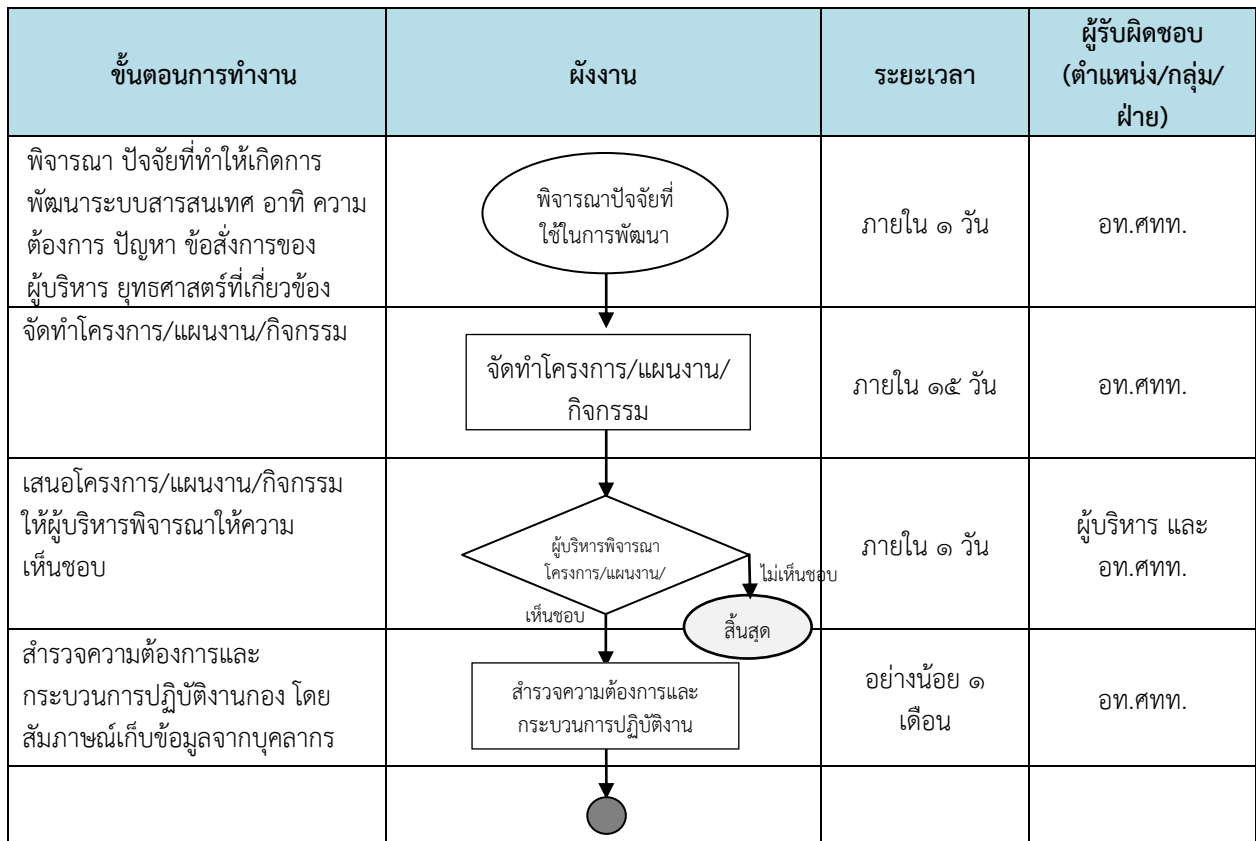 ขั้นตอนการทำงาน
ผังงาน
ระยะเวลา
ผู้รับผิดชอบ
(ตำแหน่ง/กลุ่ม/
ฝ่าย)
พิจารณา ปัจจัยที่ทำให้เกิดการ
พัฒนาระบบสารสนเทศ อาทิ ความ
ต้องการ ปัญหา ข้อสั่งการของ
ผู้บริหาร ยุทธศาสตร์ที่เกี่ยวข้อง
พิจารณาปัจจัยที่
ใช้ในการพัฒนา
ภายใน ๑ วัน
อท.ศทท.
จัดทำโครงการ/แผนงาน/กิจกรรม
จัดทำโครงการ/แผนงาน/
กิจกรรม
ภายใน ๑๕ วัน
อท.ศทท.
เสนอโครงการ/แผนงาน/กิจกรรม
ให้ผู้บริหารพิจารณาให้ความ
เห็นชอบ
ผู้บริหารพิจารณา
โครงการ/แผนงาน/
ไม่เห็นชอบ
เห็นชอบ
สิ้นสุด
ภายใน ๑ วัน
ผู้บริหาร และ
อท.ศทท.
สำรวจความต้องการและ
กระบวนการปฏิบัติงานกอง โดย
สัมภาษณ์เก็บข้อมูลจากบุคลากร
สำรวจความต้องการและ
กระบวนการปฏิบัติงาน
อย่างน้อย ๑
เดือน
อท.ศทท.